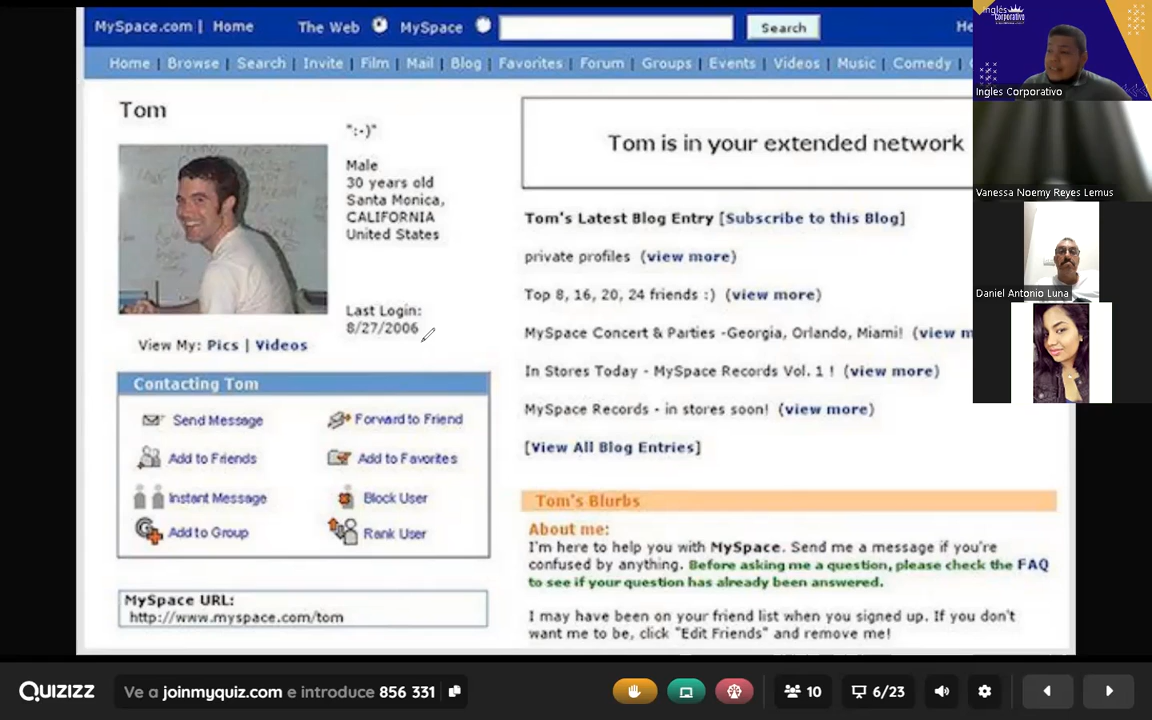 MySpace.com | Home The Web MySpace Search He
Home | Browse | Search | Invite | Film | Mail | Blog | Favorites | Forum | Groups | Events | Videos | Music | Comedy |
Tom
":-)"
Male
30 years old
Santa Monica,
CALIFORNIA
United States
Last Login:
8/27/2006
View My: Pics | Videos
Contacting Tom
Send Message Forward to Friend
Add to Friends Add to Favorites
Instant Message Block User
Add to Group Rank User
MySpace URL:
http://www.myspace.com/tom
Tom is in your extended network
Tom's Latest Blog Entry [Subscribe to this Blog]
private profiles (view more)
Top 8, 16, 20, 24 friends :) (view more)
MySpace Concert & Parties -Georgia, Orlando, Miami! (view m
In Stores Today - MySpace Records Vol. 1 ! (view more)
MySpace Records - in stores soon! (view more)
[View All Blog Entries]
Tom's Blurbs
About me:
I'm here to help you with MySpace. Send me a message if you're
confused by anything. Before asking me a question, please check the FAQ
to see if your question has already been answered.
I may have been on your friend list when you signed up. If you don't
want me to be, click "Edit Friends" and remove me!
Inglés
Corporativo
Ingles Corporativo
Vanessa Noemy Reyes Lemus
Daniel Antonio Luna
QUIZIZZ Ve a joinmyquiz.com e introduce 856 331 10 6/23